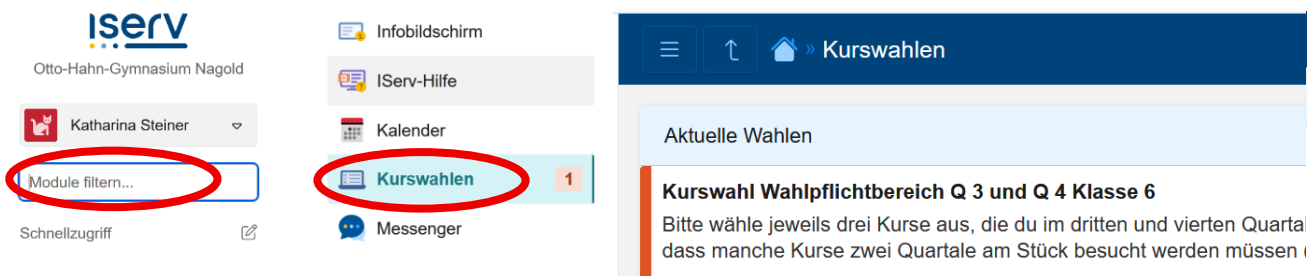 IServ
Otto-Hahn-Gymnasium Nagold
Katharina Steiner
Module filtern...
Schnellzugriff
Infobildschirm
IServ-Hilfe
Kalender
Kurswahlen 1
Messenger
» Kurswahlen
Aktuelle Wahlen
Kurswahl Wahlpflichtbereich Q 3 und Q 4 Klasse 6
Bitte wähle jeweils drei Kurse aus, die du im dritten und vierten Quartal
dass manche Kurse zwei Quartale am Stück besucht werden müssen